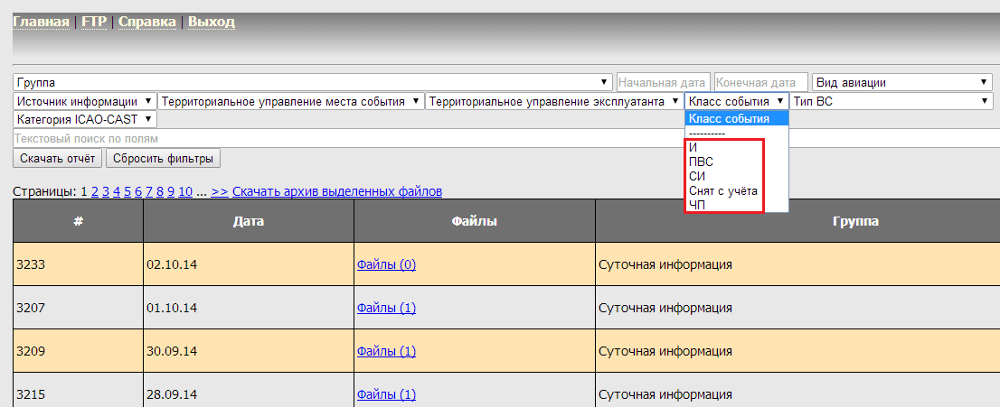 Главная | FTP | Справка | Выход
Группа Начальная дата Конечная дата Вид авиации
Источник информации Территориальное управление места события Территориальное управление эксплуатанта Класс события Тип ВС
Категория ICAO-CAST Класс события
----------
Текстовый поиск по полям
И
Скачать отчёт Сбросить фильтры ПВС
СИ
Снят с учёта
ЧП
Страницы: 1 2 3 4 5 6 7 8 9 10 ... >> Скачать архив выделенных файлов
# Дата Файлы Группа
3233 02.10.14 Файлы (0) Суточная информация
3207 01.10.14 Файлы (1) Суточная информация
3209 30.09.14 Файлы (1) Суточная информация
3215 28.09.14 Файлы (1) Суточная информация